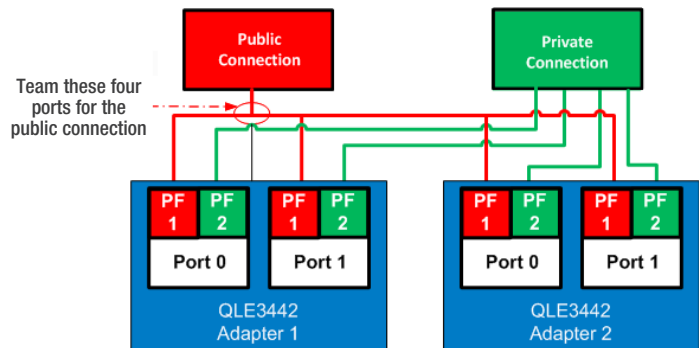 Public
Connection
Private
Connection
Team these four
ports for the
public connection
PF
1
PF
2
Port 0
PF
1
PF
2
Port 1
QLE3442
Adapter 1
PF
1
PF
2
Port 0
PF
1
PF
2
Port 1
QLE3442
Adapter 2